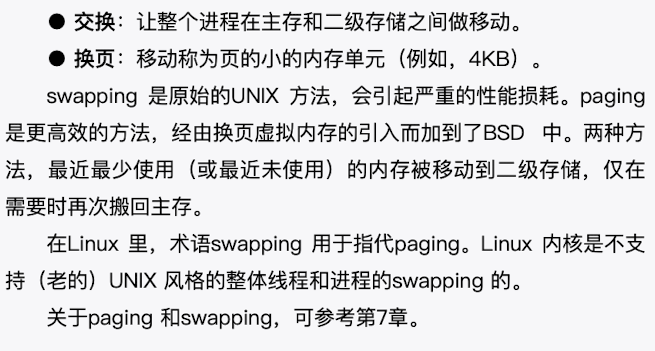 ● 交换：让整个进程在主存和二级存储之间做移动。
● 换页：移动称为页的小的内存单元（例如，4KB）。
swapping 是原始的UNIX 方法，会引起严重的性能损耗。paging
是更高效的方法，经由换页虚拟内存的引入而加到了BSD 中。两种方
法，最近最少使用（或最近未使用）的内存被移动到二级存储，仅在
需要时再次搬回主存。
在Linux 里，术语swapping 用于指代paging。Linux 内核是不支
持（老的）UNIX 风格的整体线程和进程的swapping 的。
关于paging 和swapping，可参考第7章。